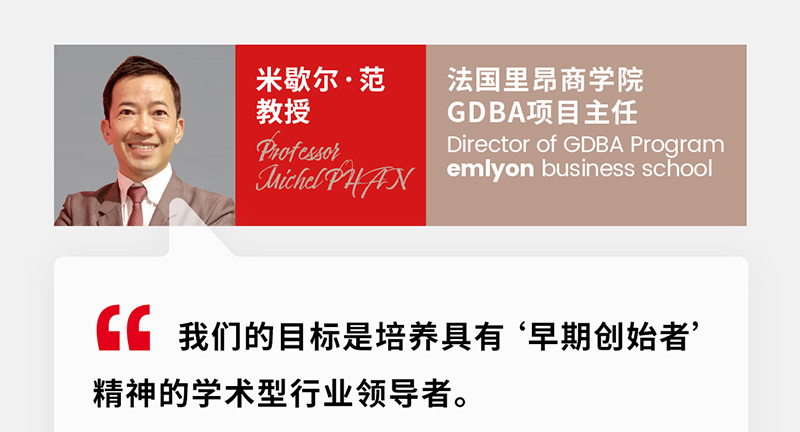 米歇尔·范
教授
Professor
Michel PHAN
法国里昂商学院
GDBA项目主任
Director of GDBA Program
emlyon business school
“我们的目标是培养具有‘早期创始者’
精神的学术型行业领导者。